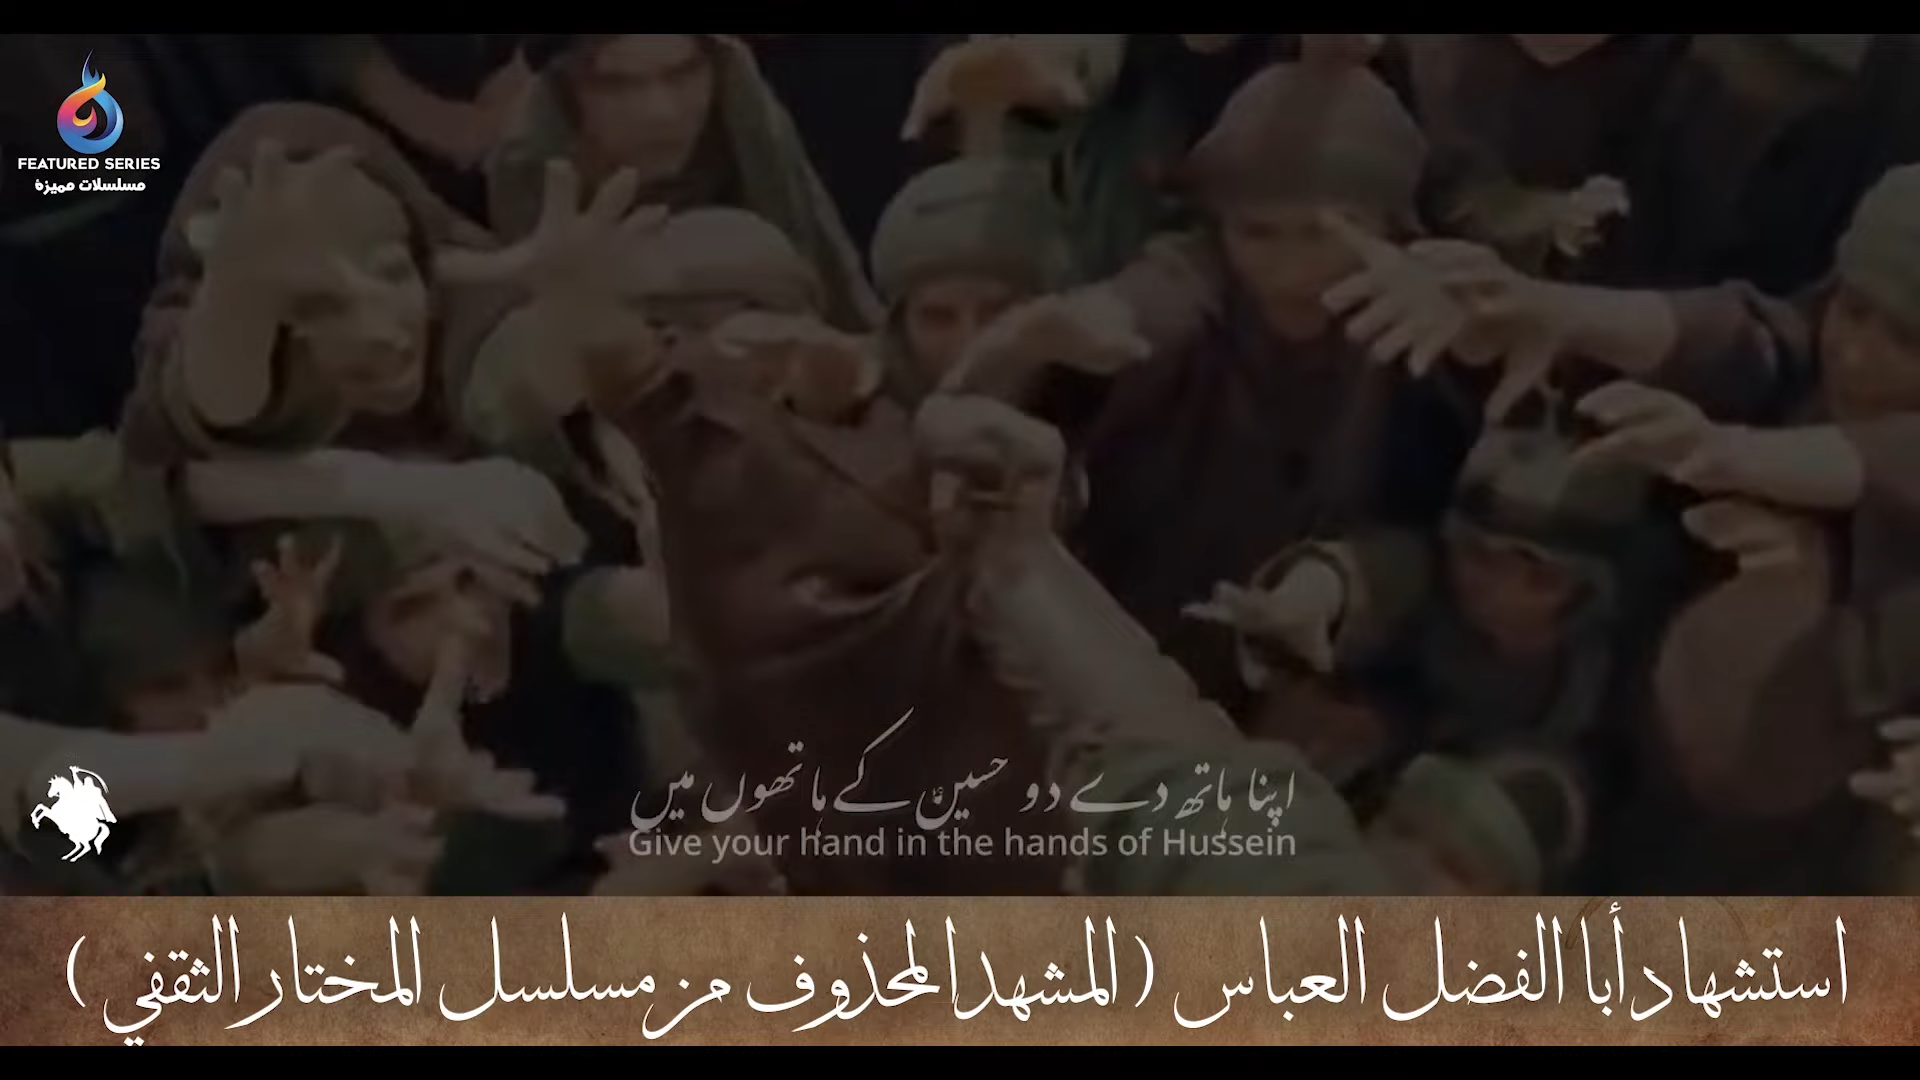 FEATURED SERIES
مسلسلات مميزة
اپنا ہاتھ دے دو حسینؑ کے ہاتھوں میں
Give your hand in the hands of Hussein
استشهاد أبا الفضل العباس ( المشهد المحذوف من مسلسل المختار الثقفي )